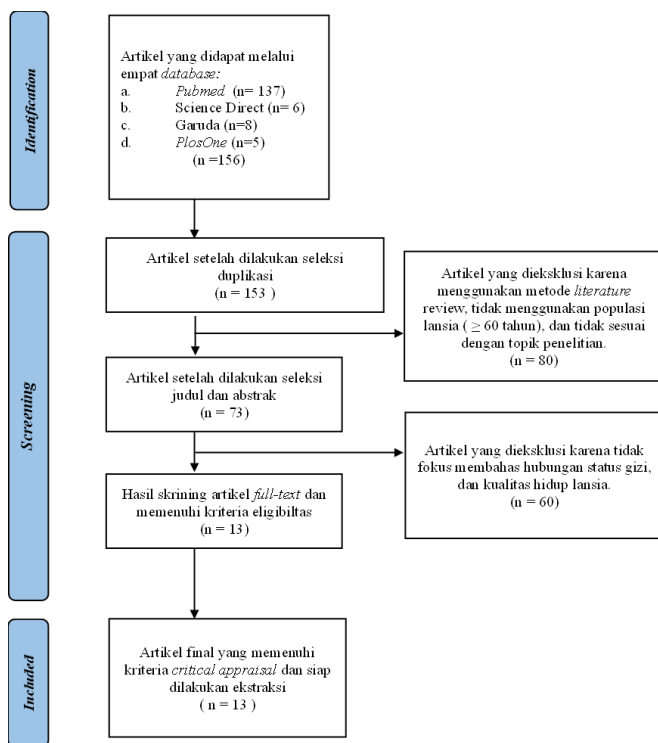 Identification
Artikel yang didapat melalui
empat database:
a. Pubmed (n= 137)
b. Science Direct (n= 6)
c. Garuda (n=8)
d. PlosOne (n=5)
(n =156)
Screening
Artikel setelah dilakukan seleksi
duplikasi
(n = 153 )
Artikel yang dieksklusi karena
menggunakan metode literature
review, tidak menggunakan populasi
lansia ( ≥ 60 tahun), dan tidak sesuai
dengan topik penelitian.
(n = 80)
Artikel setelah dilakukan seleksi
judul dan abstrak
(n = 73)
Artikel yang dieksklusi karena tidak
fokus membahas hubungan status gizi,
dan kualitas hidup lansia.
(n = 60)
Hasil skrining artikel full-text dan
memenuhi kriteria eligibiltas
(n = 13)
Included
Artikel final yang memenuhi
kriteria critical appraisal dan siap
dilakukan ekstraksi
( n = 13 )